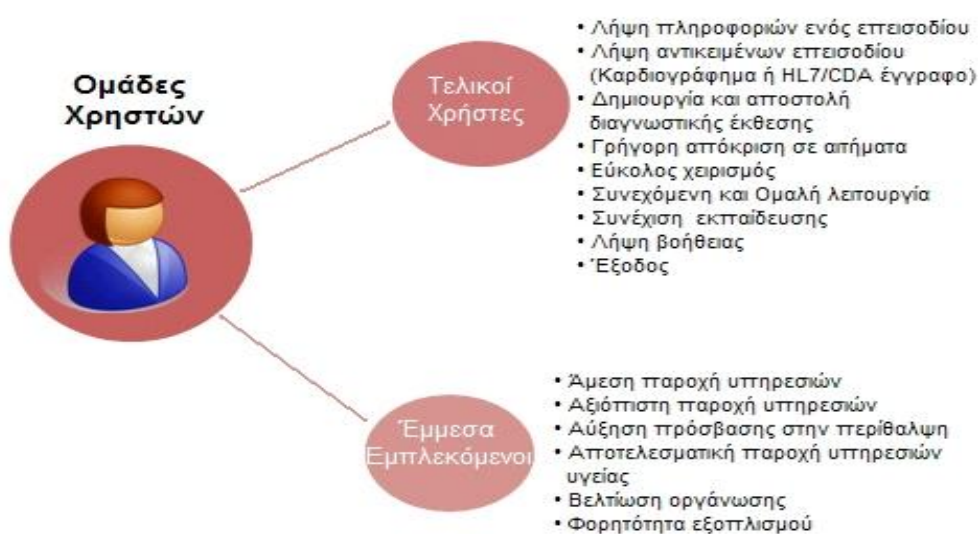 Ομάδες
Χρηστών
Τελικοί
Χρήστες
• Λήψη πληροφοριών ενός επεισοδίου
• Λήψη αντικειμένων επεισοδίου
(Καρδιογράφημα ή HL7/CDA έγγραφο)
• Δημιουργία και αποστολή
διαγνωστικής έκθεσης
• Γρήγορη απόκριση σε αιτήματα
• Εύκολος χειρισμός
• Συνεχόμενη και Ομαλή λειτουργία
• Συνέχιση εκπαίδευσης
• Λήψη βοήθειας
• Έξοδος
Έμμεσα
Εμπλεκόμενοι
• Άμεση παροχή υπηρεσιών
• Αξιόπιστη παροχή υπηρεσιών
• Αύξηση πρόσβασης στην περίθαλψη
• Αποτελεσματική παροχή υπηρεσιών
υγείας
• Βελτίωση οργάνωσης
• Φορητότητα εξοπλισμού